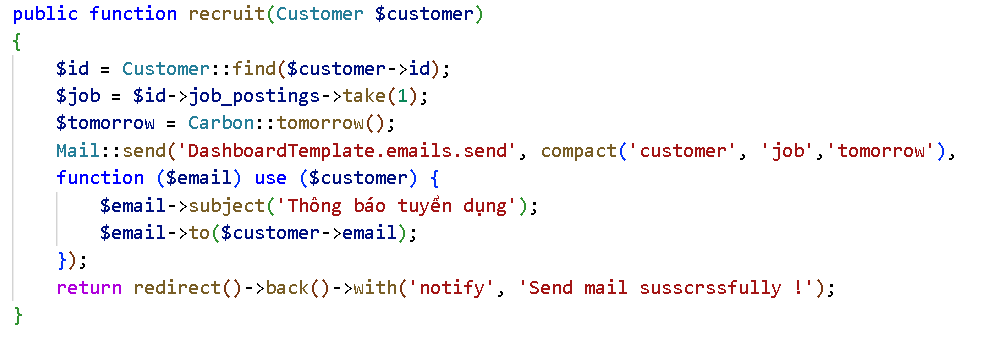 public function recruit(Customer $customer)
{
    $id = Customer::find($customer->id);
    $job = $id->job_postings->take(1);
    $tomorrow = Carbon::tomorrow();
    Mail::send('DashboardTemplate.emails.send', compact('customer', 'job','tomorrow'),
    function ($email) use ($customer) {
        $email->subject('Thông báo tuyển dụng');
        $email->to($customer->email);
    });
    return redirect()->back()->with('notify', 'Send mail susscrssfully !');
}